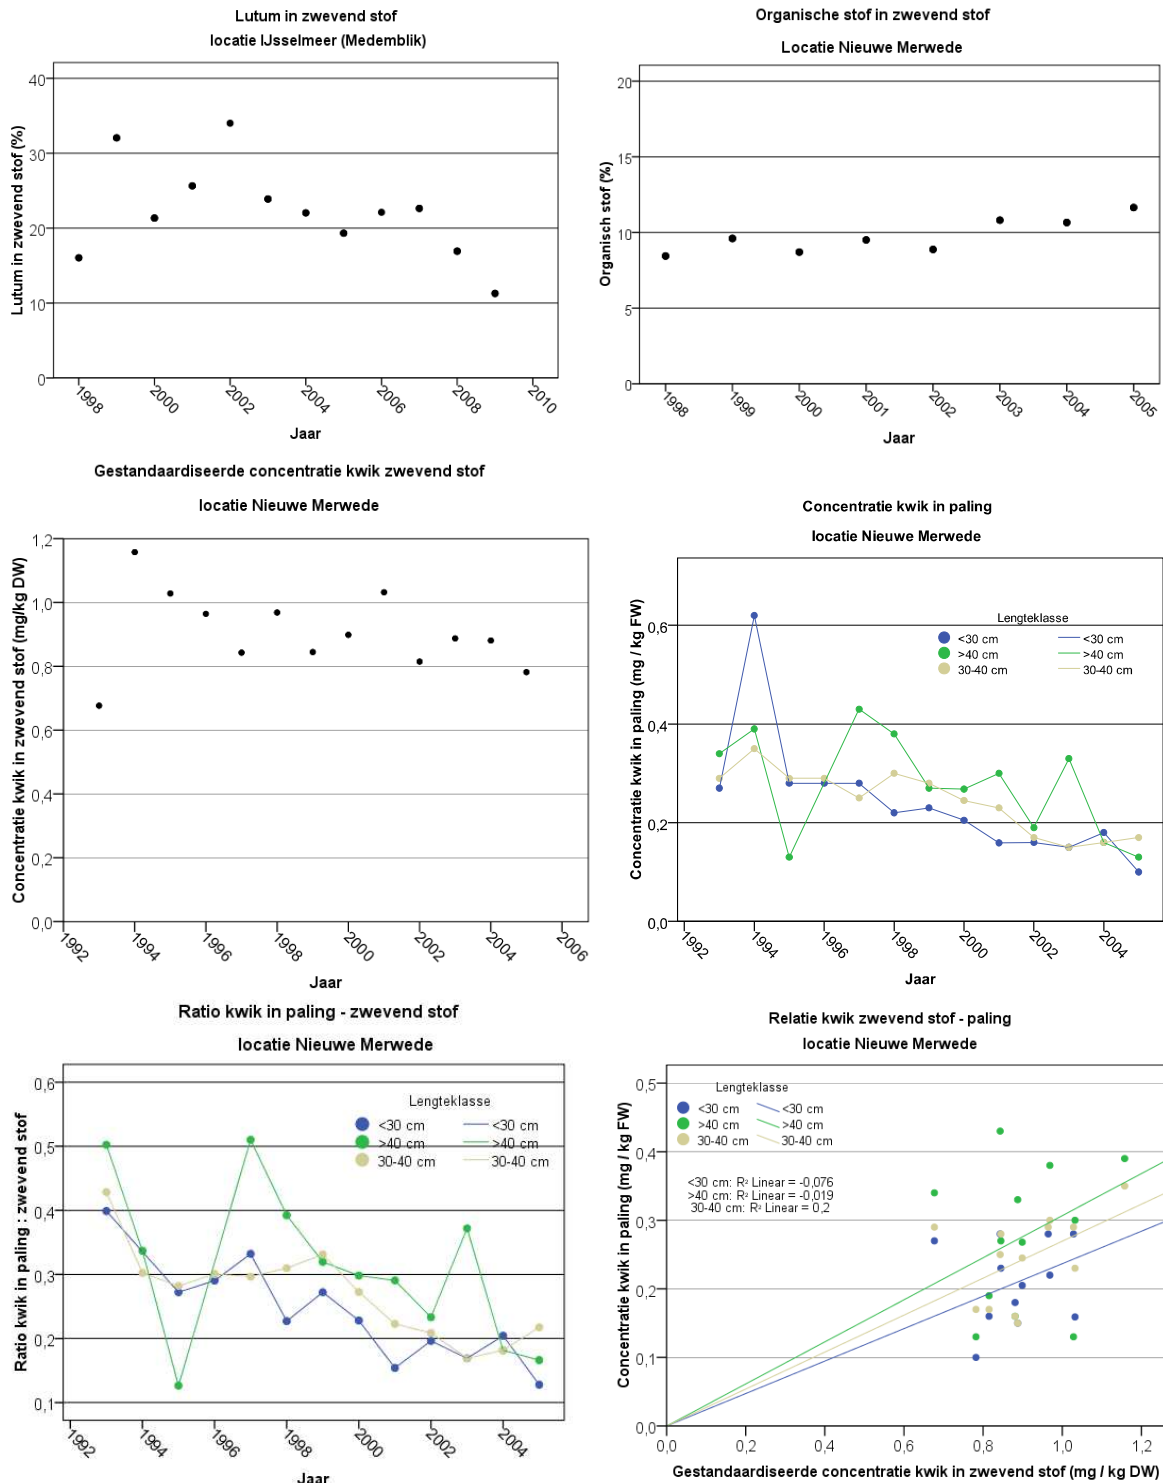 Lutum in zwevend stof
locatie IJsselmeer (Medemblik)
Lutum in zwevend stof (%)
40
30
20
10
0
1998
2000
2002
2004
2006
2008
2010
Jaar
Organische stof in zwevend stof
Locatie Nieuwe Merwede
Organisch stof (%)
20
15
10
5
0
1998
1999
2000
2001
2002
2003
2004
2005
Jaar
Gestandaardiseerde concentratie kwik zwevend stof
locatie Nieuwe Merwede
Concentratie kwik in zwevend stof (mg/kg DW)
1,2
1,0
0,8
0,6
0,4
0,2
0,0
1992
1994
1996
1998
2000
2002
2004
2006
Jaar
Concentratie kwik in paling
locatie Nieuwe Merwede
Concentratie kwik in paling (mg / kg FW)
0,6
0,4
0,2
0,0
Lengteklasse
<30 cm <30 cm
>40 cm >40 cm
30-40 cm 30-40 cm
1992
1994
1996
1998
2000
2002
2004
Jaar
Ratio kwik in paling - zwevend stof
locatie Nieuwe Merwede
Ratio kwik in paling : zwevend stof
0,6
0,5
0,4
0,3
0,2
0,1
Lengteklasse
<30 cm <30 cm
>40 cm >40 cm
30-40 cm 30-40 cm
1992
1994
1996
1998
2000
2002
2004
Jaar
Relatie kwik zwevend stof - paling
locatie Nieuwe Merwede
Concentratie kwik in paling (mg / kg FW)
0,5
0,4
0,3
0,2
0,1
0,0
Lengteklasse
<30 cm <30 cm
>40 cm >40 cm
30-40 cm 30-40 cm
<30 cm: R² Linear = -0,076
>40 cm: R² Linear = -0,019
30-40 cm: R² Linear = 0,2
0,0 0,2 0,4 0,6 0,8 1,0 1,2
Gestandaardiseerde concentratie kwik in zwevend stof (mg / kg DW)